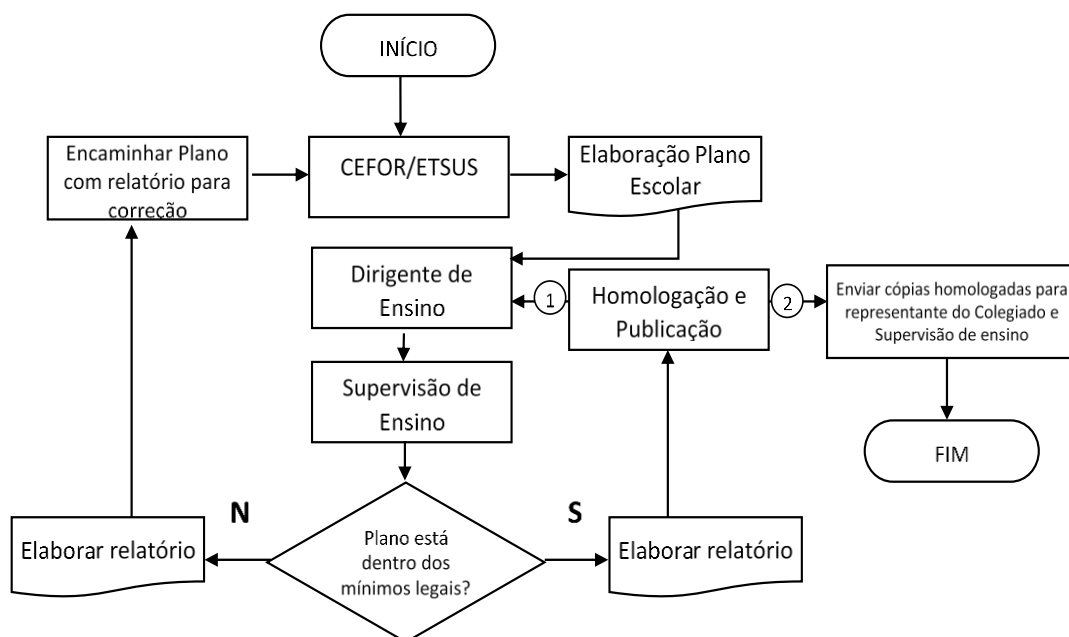 INÍCIO
Encaminhar Plano
com relatório para
correção
CEFOR/ETSUS
Elaboração Plano
Escolar
Dirigente de
Ensino
1
Homologação e
Publicação
2
Enviar cópias homologadas para
representante do Colegiado e
Supervisão de ensino
Supervisão de
Ensino
FIM
N
S
Elaborar relatório
Plano está
dentro dos
mínimos legais?
Elaborar relatório